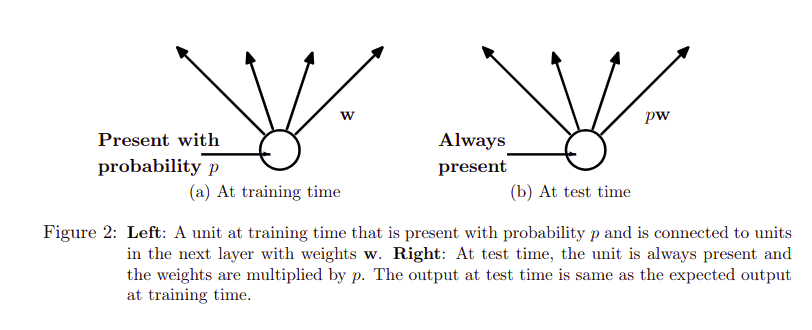 w
Present with
probability p
(a) At training time
pw
Always
present
(b) At test time
Figure 2: Left: A unit at training time that is present with probability p and is connected to units
in the next layer with weights w. Right: At test time, the unit is always present and
the weights are multiplied by p. The output at test time is same as the expected output
at training time.